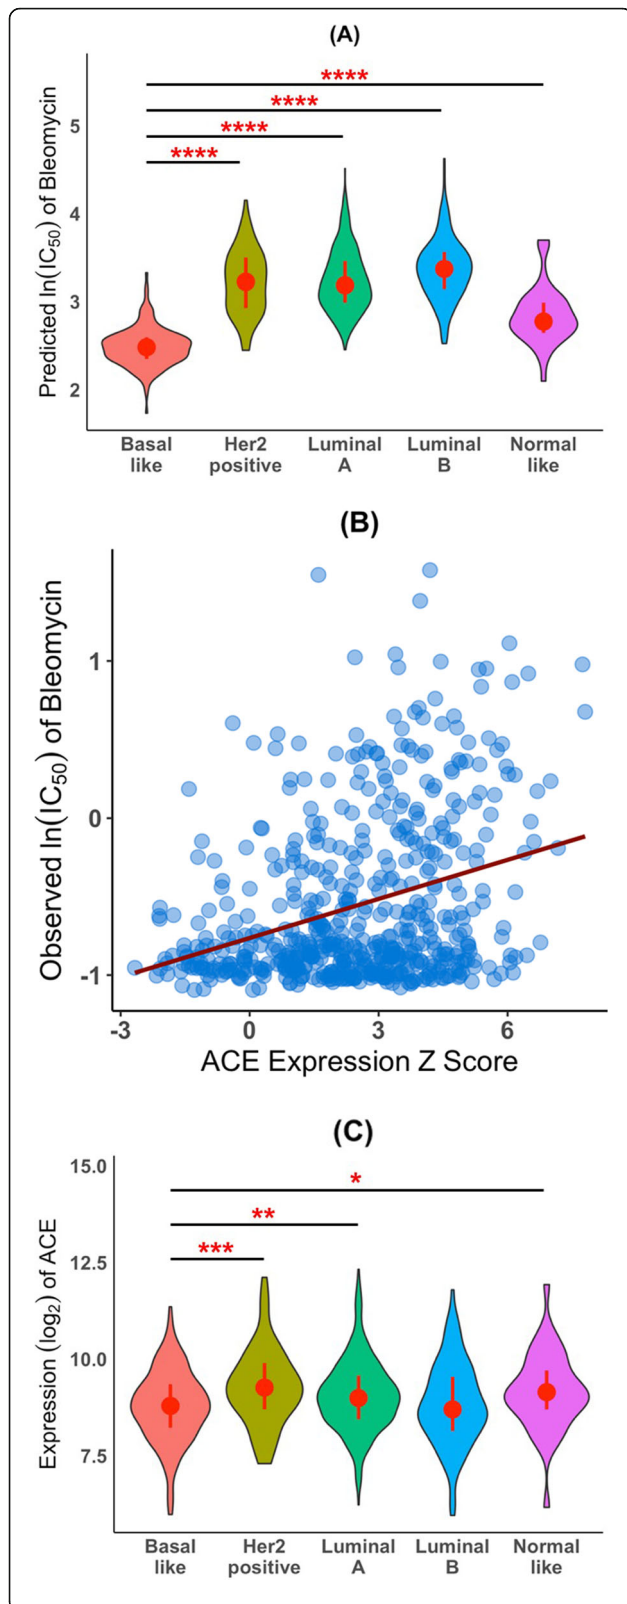 (A)
Predicted ln(IC50) of Bleomycin
5
4
3
2
****
****
****
****
Basal like
Her2 positive
Luminal A
Luminal B
Normal like
(B)
Observed ln(IC50) of Bleomycin
1
0
-1
-3 0 3 6
ACE Expression Z Score
(C)
Expression (log2) of ACE
15.0
12.5
10.0
7.5
*
**
***
Basal like
Her2 positive
Luminal A
Luminal B
Normal like